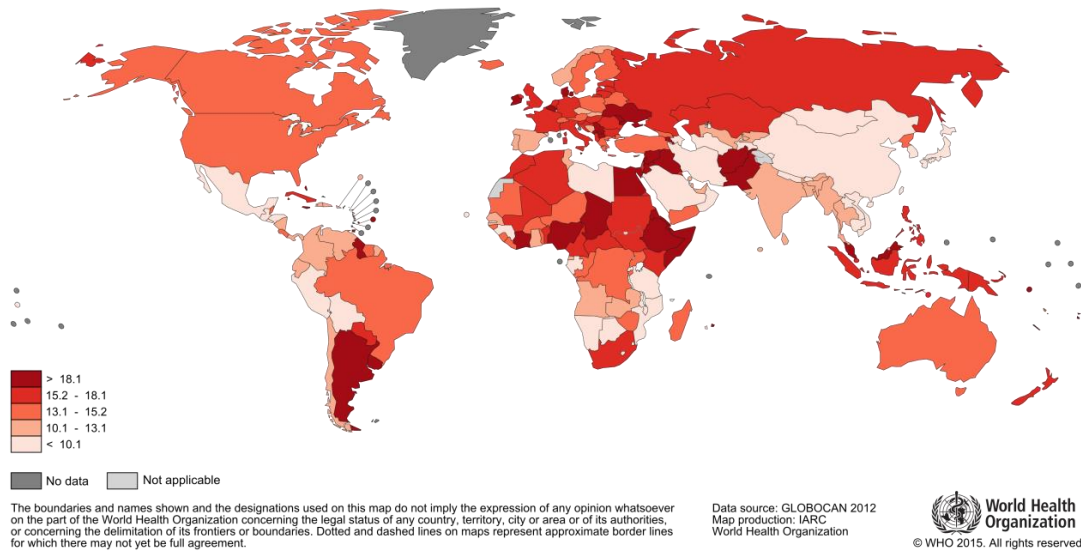 > 18.1
15.2 - 18.1
13.1 - 15.2
10.1 - 13.1
< 10.1
No data
Not applicable
The boundaries and names shown and the designations used on this map do not imply the expression of any opinion whatsoever
on the part of the World Health Organization concerning the legal status of any country, territory, city or area or of its authorities,
or concerning the delimitation of its frontiers or boundaries. Dotted and dashed lines on maps represent approximate border lines
for which there may not yet be full agreement.
Data source: GLOBOCAN 2012
Map production: IARC
World Health Organization
World Health
Organization
© WHO 2015. All rights reserved